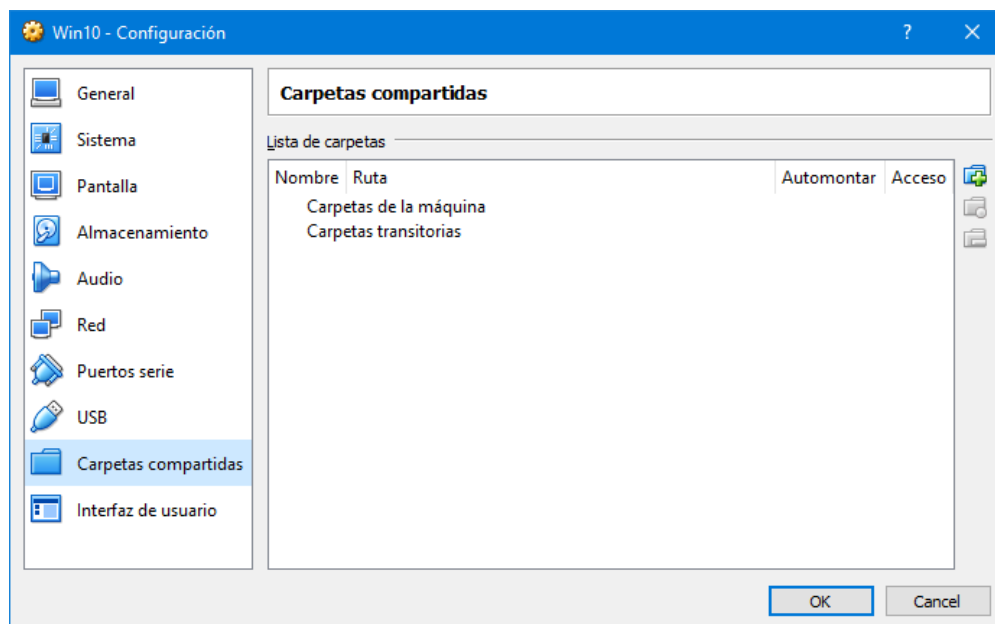 Win10 - Configuración
?
General
Sistema
Pantalla
Almacenamiento
Audio
Red
Puertos serie
USB
Carpetas compartidas
Interfaz de usuario
Carpetas compartidas
Lista de carpetas
Nombre Ruta Automontar Acceso
Carpetas de la máquina
Carpetas transitorias
OK Cancel